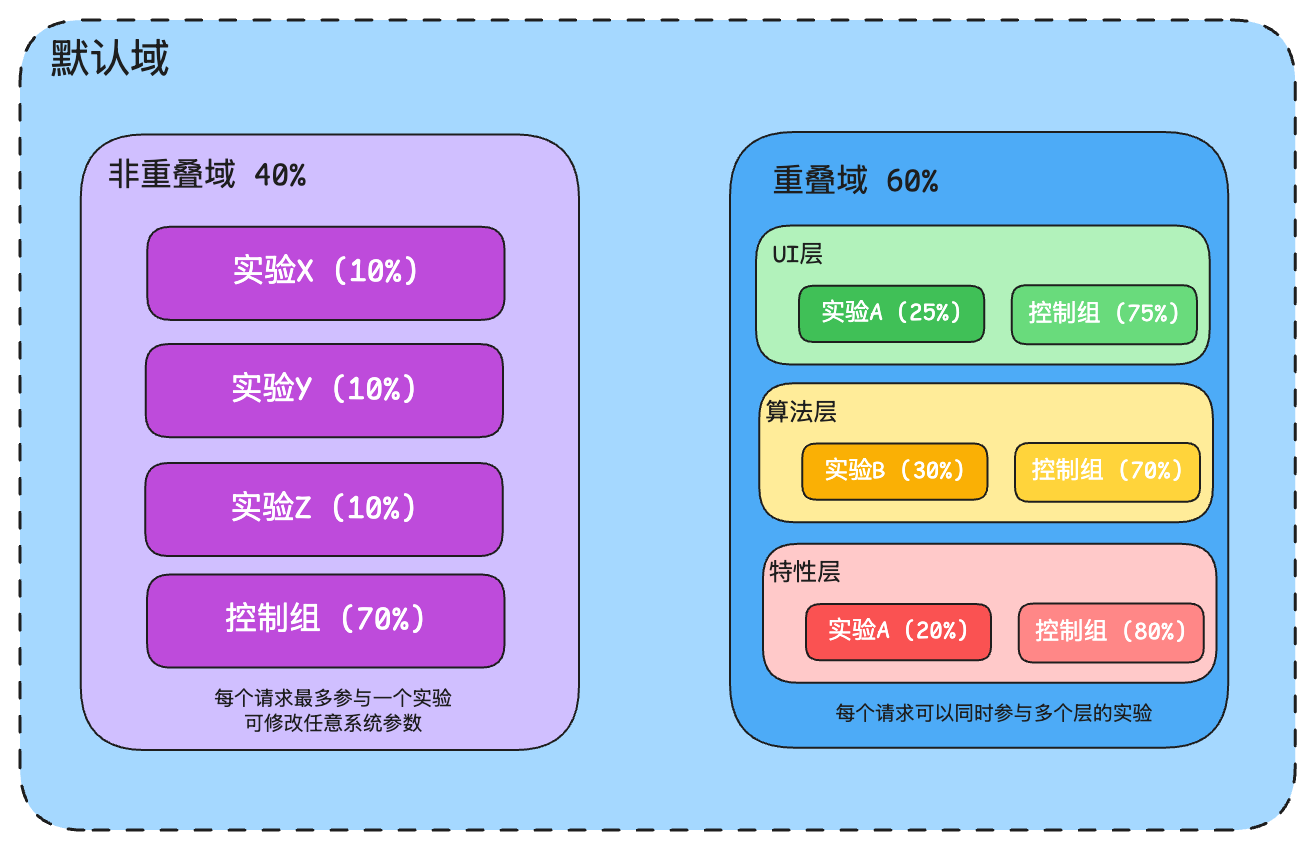 默认域
非重叠域 40%
实验X (10%)
实验Y (10%)
实验Z (10%)
控制组 (70%)
每个请求最多参与一个实验
可修改任意系统参数
重叠域 60%
UI层
实验A (25%)
控制组 (75%)
算法层
实验B (30%)
控制组 (70%)
特性层
实验A (20%)
控制组 (80%)
每个请求可以同时参与多个层的实验